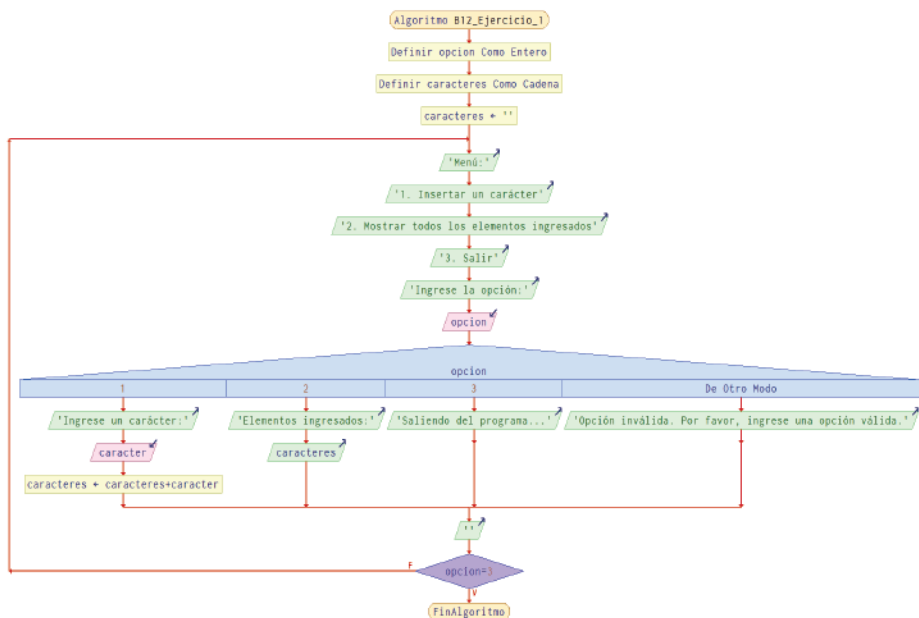 Algoritmo B12_Ejercicio_1
Definir opcion Como Entero
Definir caracteres Como Cadena
caracteres ← ''
'Menú:'
'1. Insertar un carácter'
'2. Mostrar todos los elementos ingresados'
'3. Salir'
'Ingrese la opción:'
opcion
opcion
1 2 3 De Otro Modo
'Ingrese un carácter:' 'Elementos ingresados:' 'Saliendo del programa...' 'Opción inválida. Por favor, ingrese una opción válida.'
caracter caracteres
caracteres ← caracteres+caracter
''
F opcion=3
V
FinAlgoritmo